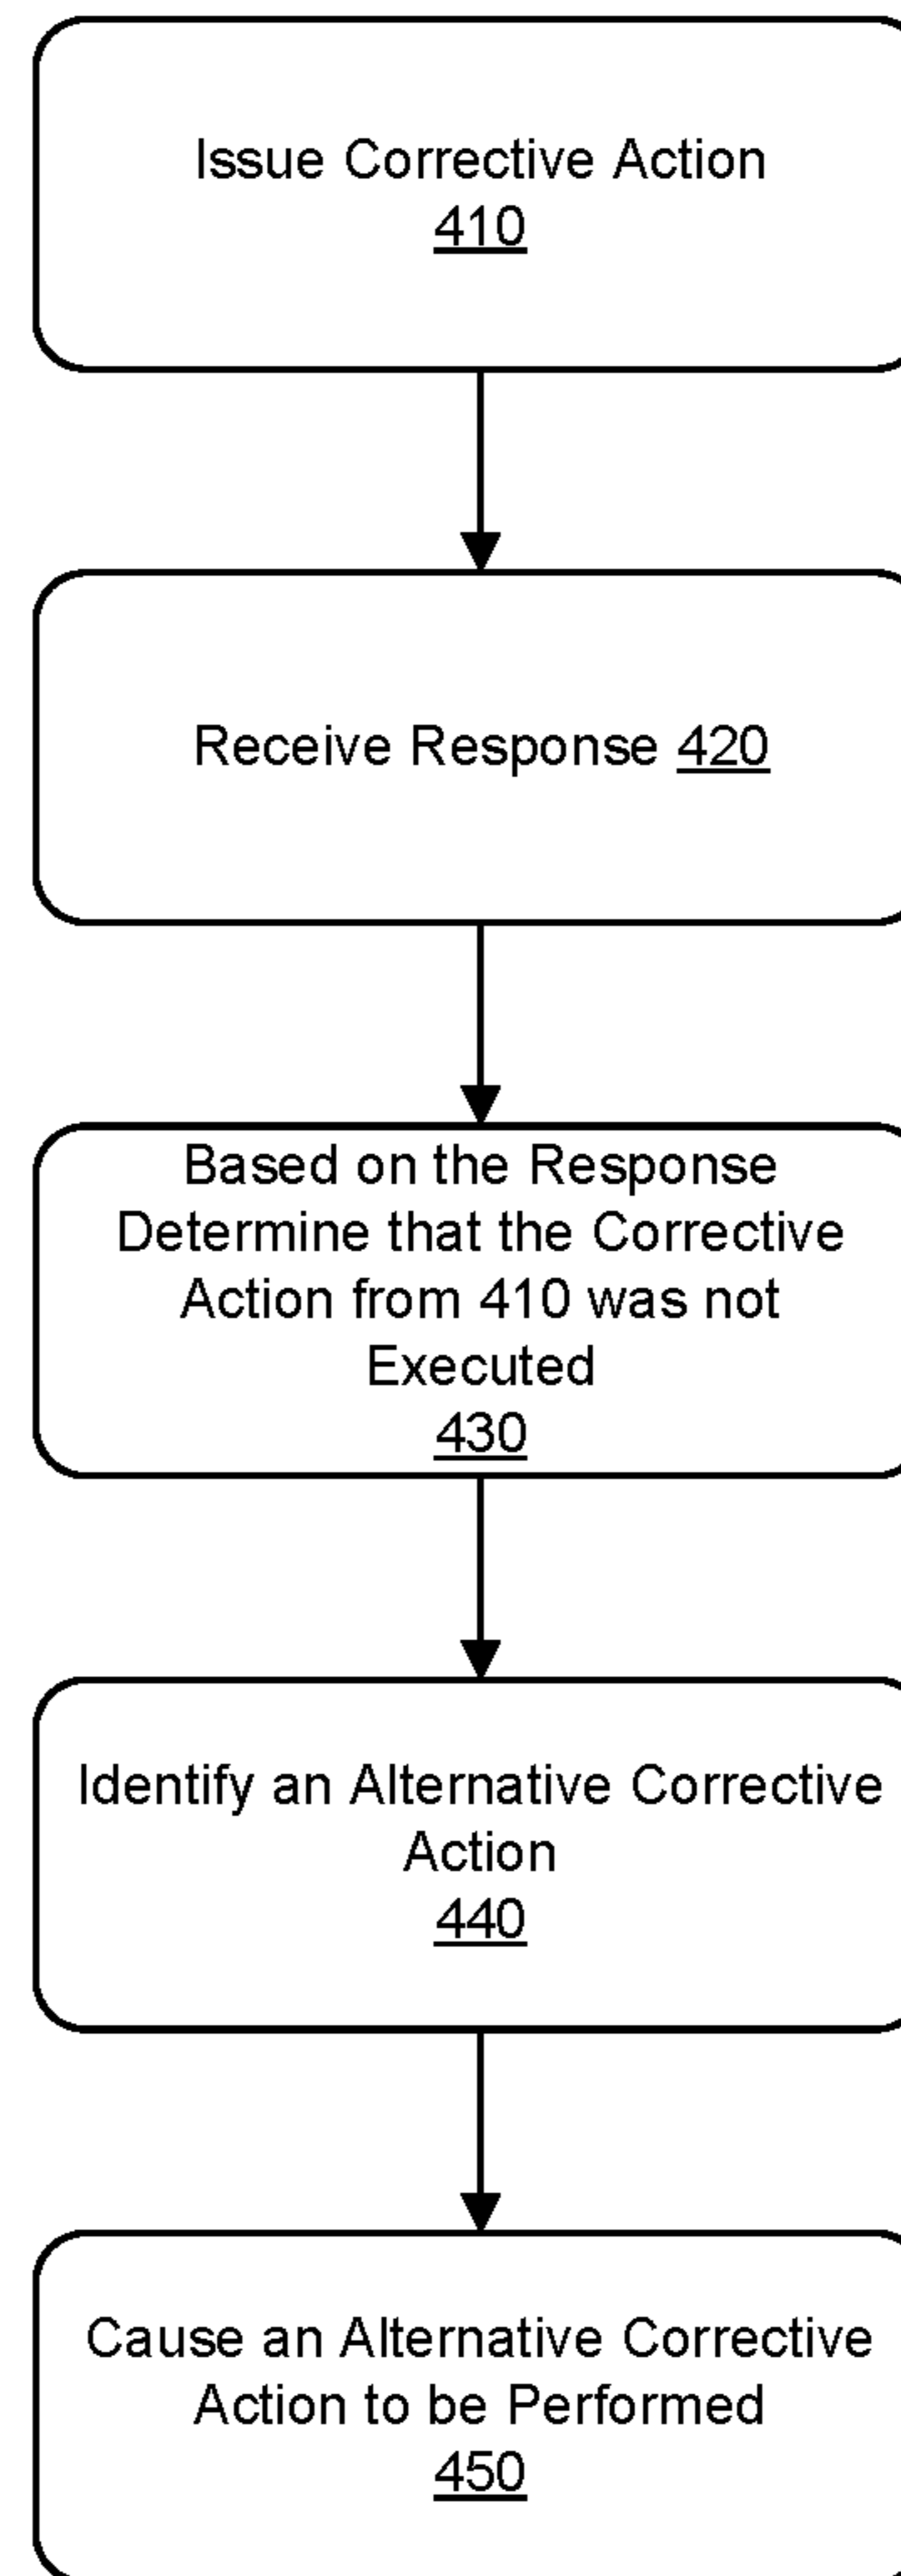 Issue Corrective Action
410
Receive Response 420
Based on the Response
Determine that the Corrective
Action from 410 was not
Executed
430
Identify an Alternative Corrective
Action
440
Cause an Alternative Corrective
Action to be Performed
450